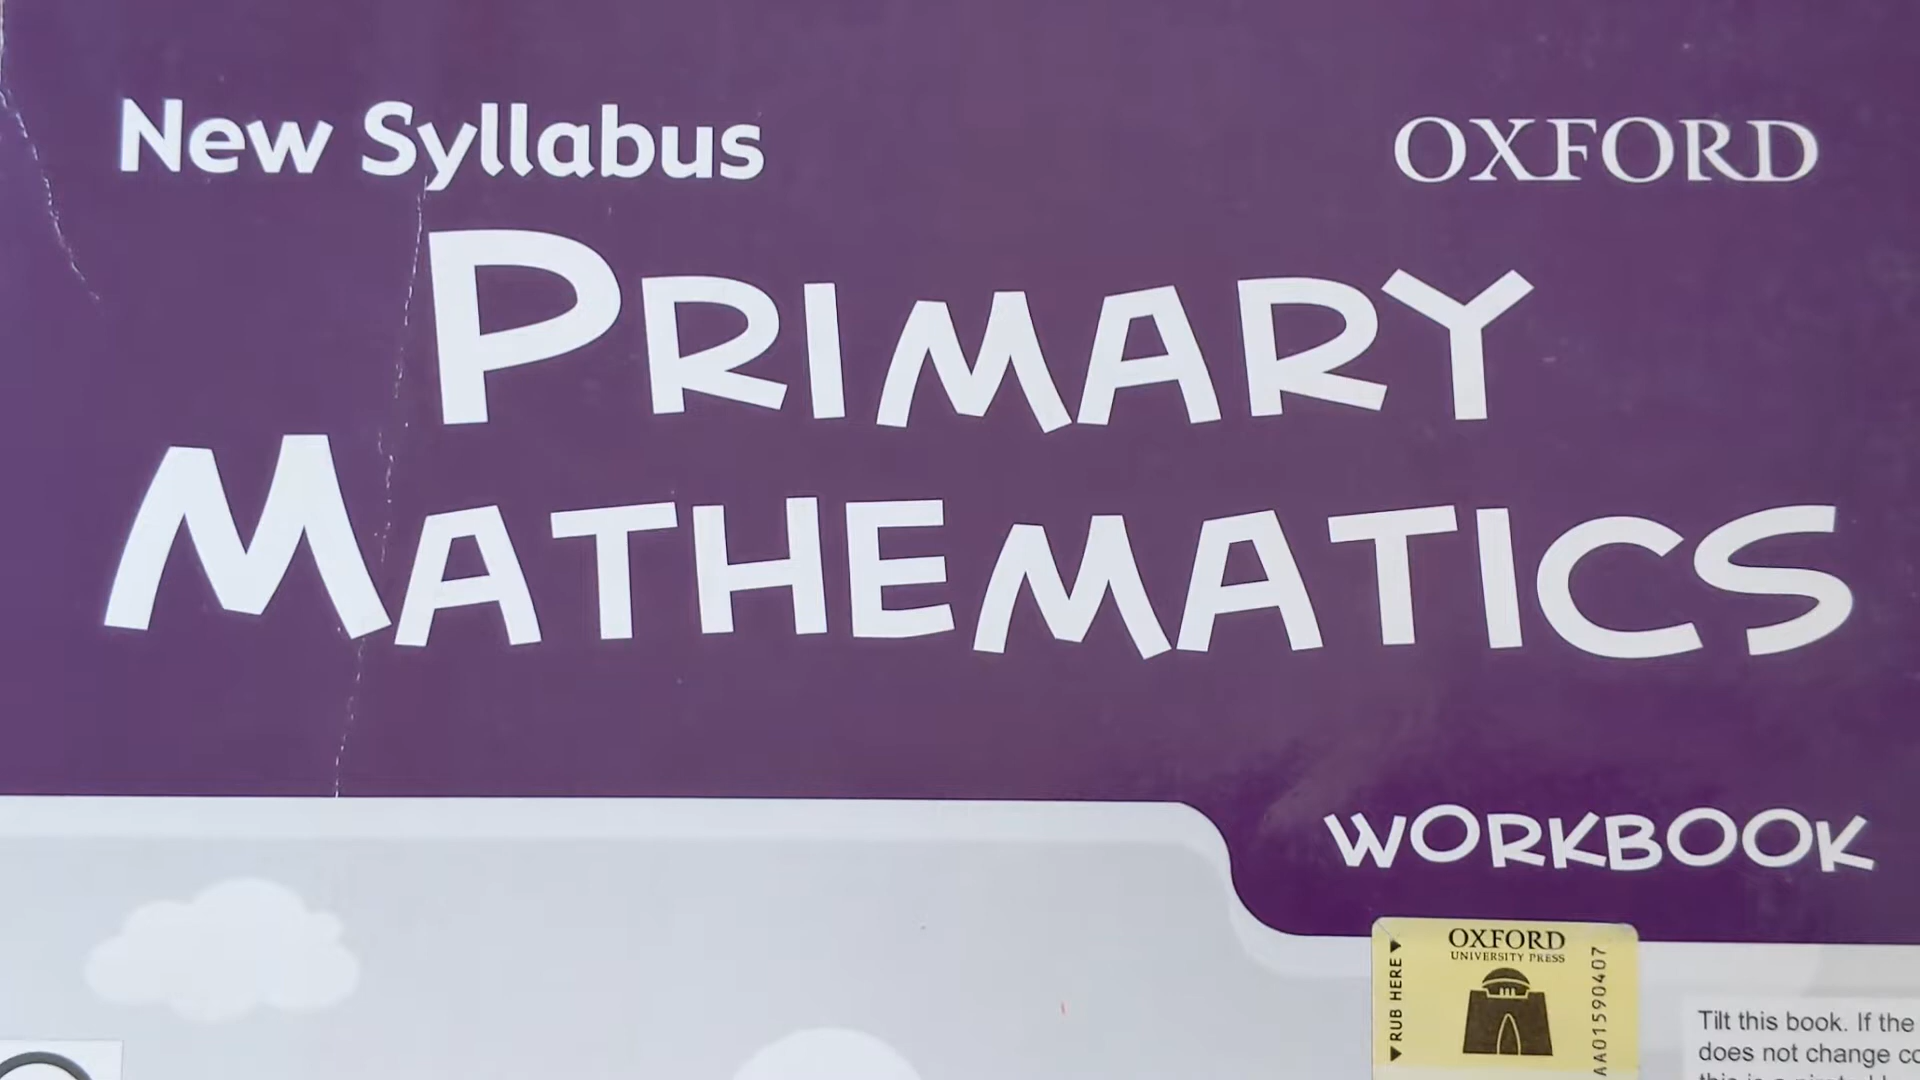 New Syllabus
OXFORD
PRIMARY
MATHEMATICS
WORKBOOK
OXFORD
UNIVERSITY PRESS
RUB HERE
AA01590407
Tilt this book. If the
does not change